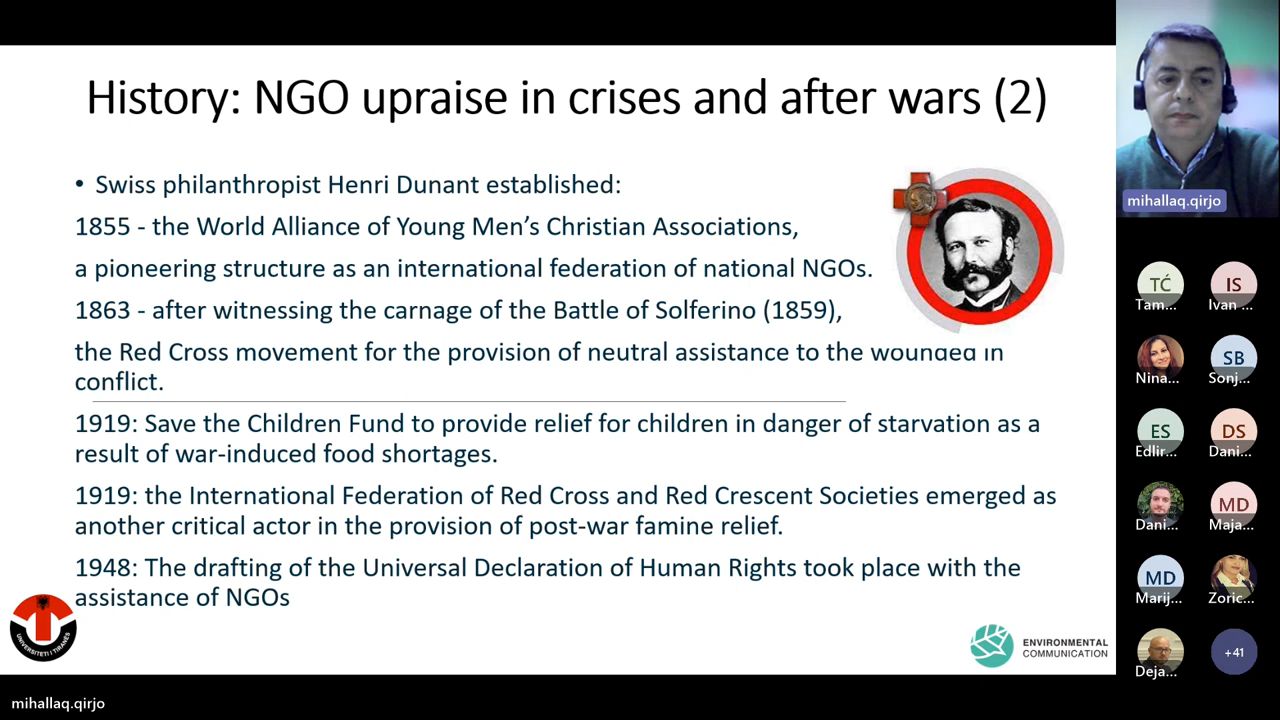 History: NGO upraise in crises and after wars (2)
• Swiss philanthropist Henri Dunant established:
1855 - the World Alliance of Young Men’s Christian Associations,
a pioneering structure as an international federation of national NGOs.
1863 - after witnessing the carnage of the Battle of Solferino (1859),
the Red Cross movement for the provision of neutral assistance to the wounded in
conflict.
1919: Save the Children Fund to provide relief for children in danger of starvation as a
result of war-induced food shortages.
1919: the International Federation of Red Cross and Red Crescent Societies emerged as
another critical actor in the provision of post-war famine relief.
1948: The drafting of the Universal Declaration of Human Rights took place with the
assistance of NGOs
UNIVERSITETI I TIRANËS
ENVIRONMENTAL
COMMUNICATION
mihallaq.qirjo
mihallaq.qirjo
TĆ
Tam...
IS
Ivan ...
Nina...
SB
Sonj...
ES
Edlir...
DS
Dani...
Dani...
MD
Maja...
MD
Marij...
Zoric...
Deja...
+41